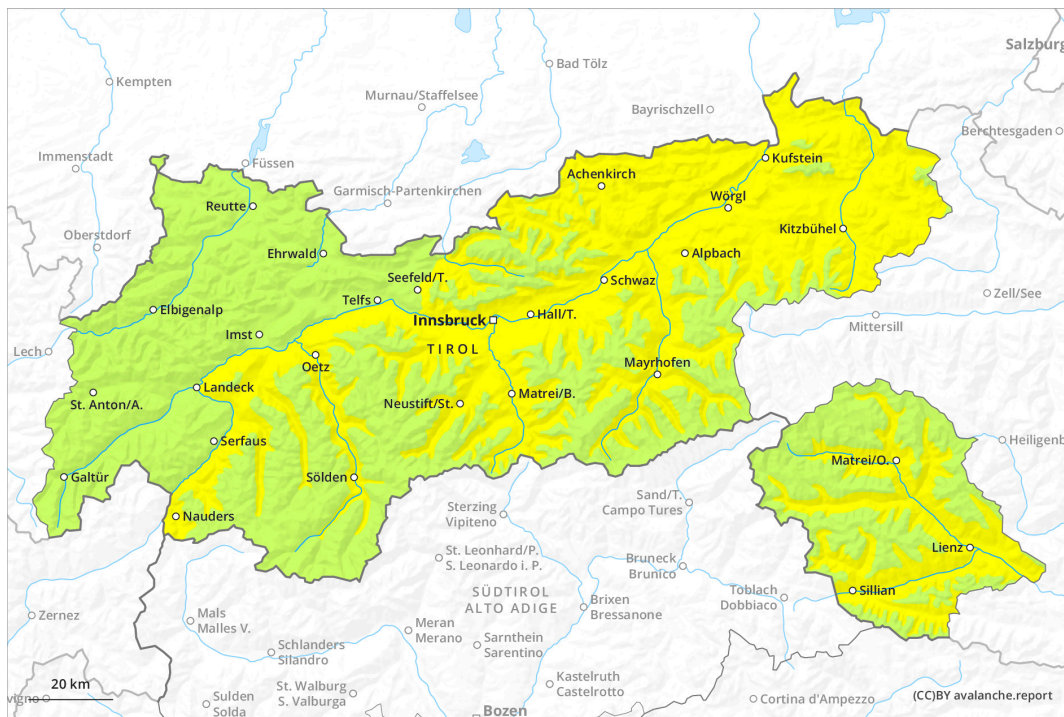 Salzburg
Kempten
Bad Tölz
Murnau/Staffelsee
Bayrischzell
Berchtesgaden
Immenstadt
Füssen
Kufstein
Achenkirch
Garmisch-Partenkirchen
Reutte
Wörgl
Oberstdorf
Ehrwald
Kitzbühel
Alpbach
Seefeld/T.
Schwaz
Telfs
Zell/See
Elbigenalp
Innsbruck
Hall/T.
Mittersill
Imst
Lech
TIROL
Oetz
Mayrhofen
Landeck
St. Anton/A.
Neustift/St.
Matrei/B.
Serfaus
Heiligenb
Matrei/O.
Galtür
Sölden
Sand/T.
Campo Tures
Sterzing
Vipiteno
Nauders
Lienz
St. Leonhard/P.
S. Leonardo i. P.
Bruneck
Brunico
SÜDTIROL
ALTO ADIGE
Toblach
Dobbiaco
Sillian
Zernez
Mals
Malles V.
Brixen
Bressanone
Meran
Merano
Schlanders
Silandro
Sarnthein
Sarentino
20 km
St. Walburg
S. Valburga
Kastelruth
Castelrotto
vigno
Sulden
Solda
Cortina d'Ampezzo
(CC)BY avalanche.report
Bozen